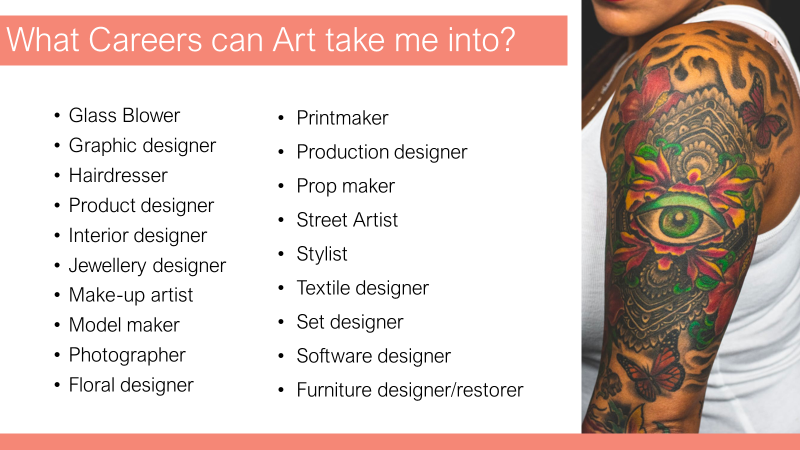 What Careers can Art take me into?
• Glass Blower
• Graphic designer
• Hairdresser
• Product designer
• Interior designer
• Jewellery designer
• Make-up artist
• Model maker
• Photographer
• Floral designer
• Printmaker
• Production designer
• Prop maker
• Street Artist
• Stylist
• Textile designer
• Set designer
• Software designer
• Furniture designer/restorer